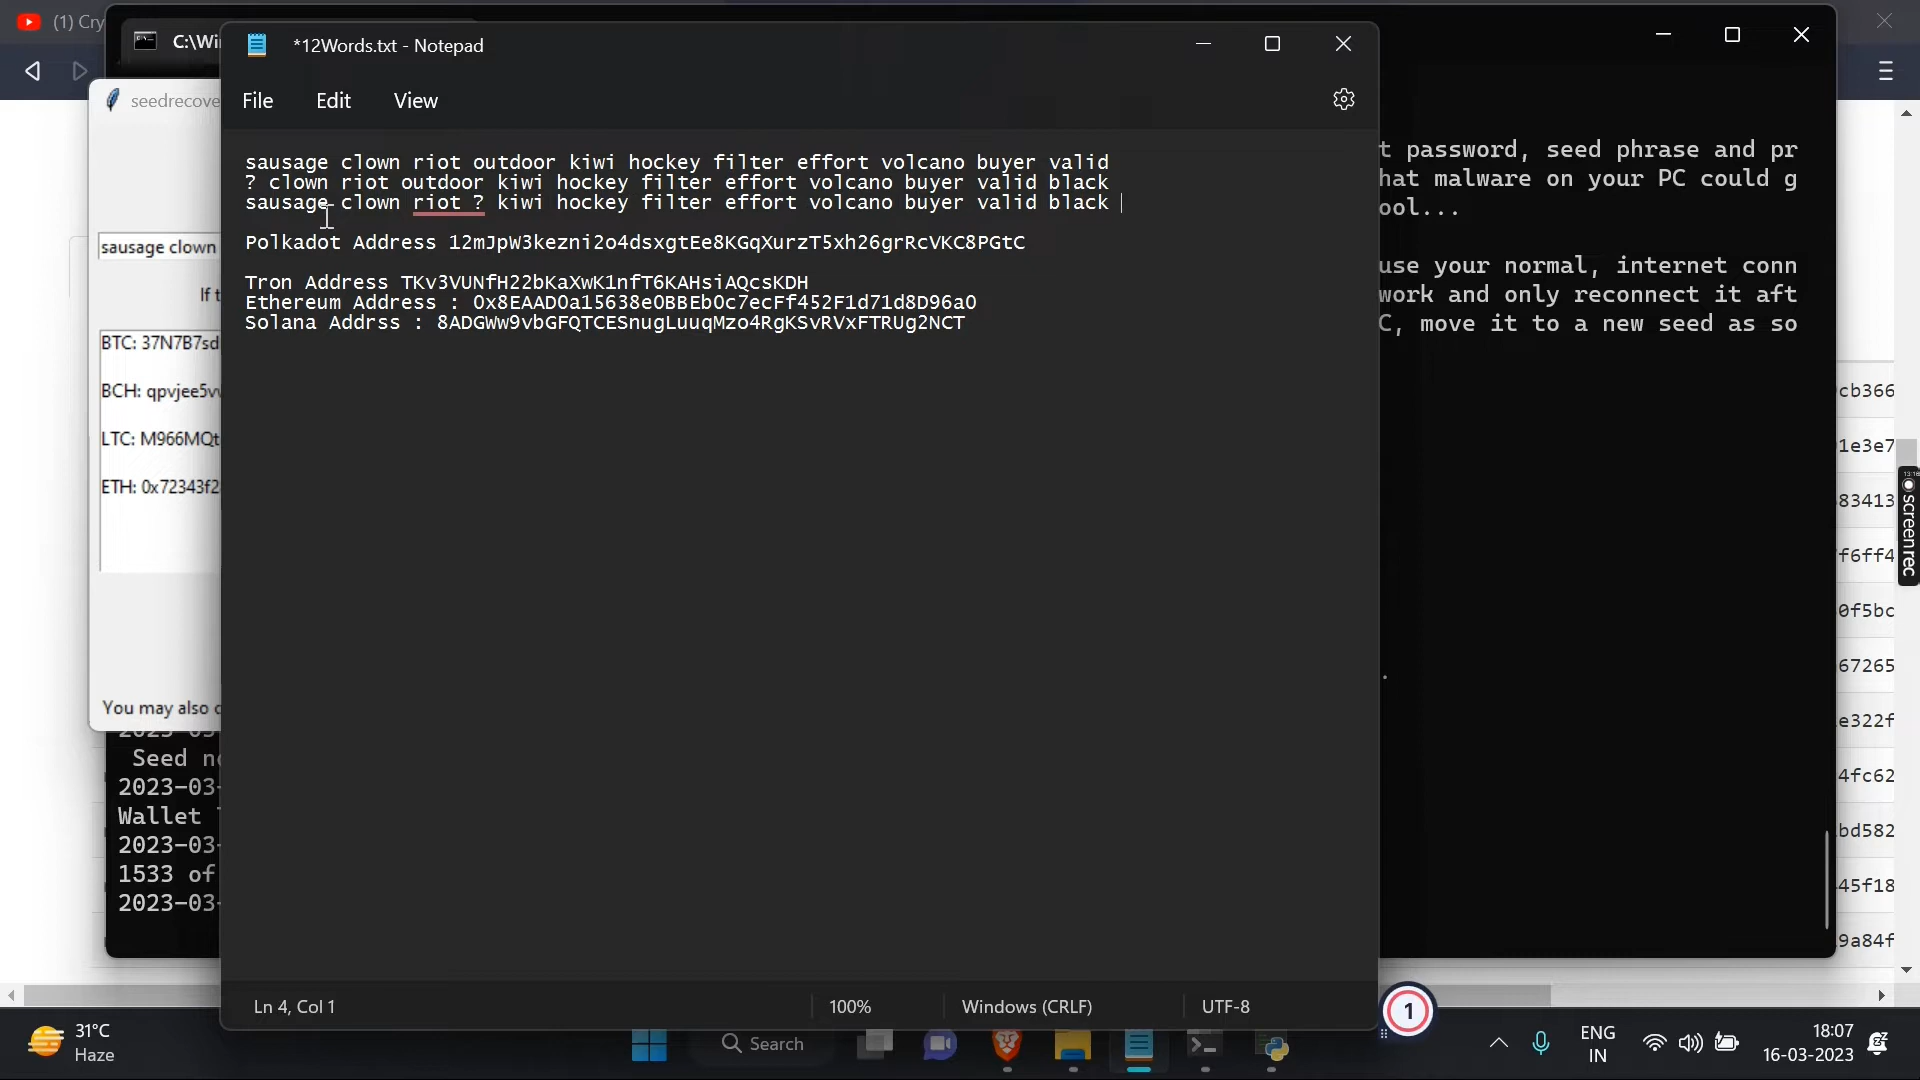 (1) Cry
C:\Wi
*12Words.txt - Notepad
seedrecove
File Edit View
sausage clown riot outdoor kiwi hockey filter effort volcano buyer valid
? clown riot outdoor kiwi hockey filter effort volcano buyer valid black
sausage clown riot ? kiwi hockey filter effort volcano buyer valid black
Polkadot Address 12mJpW3kezni2o4dsxgtEe8KGqXurzT5xh26grRcVKC8PGtC
Tron Address TKv3VUNfH22bKaXwK1nfT6KAHsiAQcsKDH
Ethereum Address : 0x8EAAD0a15638e0BBEb0c7ecFf452F1d71d8D96a0
Solana Addrss : 8ADGWw9vbGFQTCESnugLuuqMzo4RgKSvRVxFTRUg2NCT
t password, seed phrase and pr
hat malware on your PC could g
ool...
use your normal, internet conn
work and only reconnect it aft
C, move it to a new seed as so
sausage clown
If t
BTC: 37N7B7sd
BCH: qpvjee5v
LTC: M966MQt
ETH: 0x72343f2
You may also
2023-03-
Seed no
2023-03-
Wallet
2023-03-
1533 of
2023-03-
cb366
1e3e7
83413
f6ff4
0f5bc
67265
e322f
4fc62
bd582
45f18
9a84f
13:18
screenrec
Ln 4, Col 1 100% Windows (CRLF) UTF-8
1
31°C
Haze
Search
ENG
IN
18:07
16-03-2023